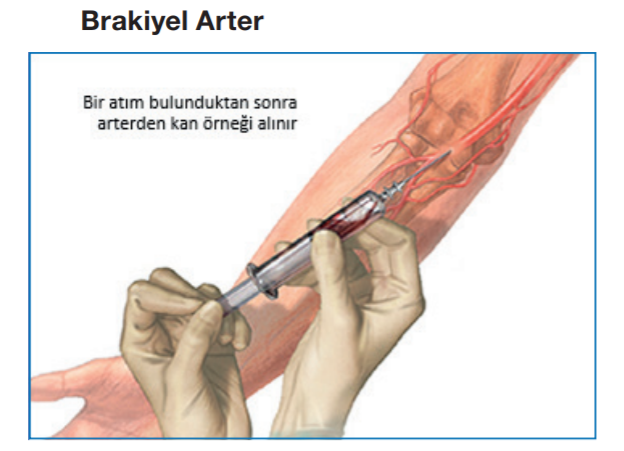 Brakiyel Arter
Bir atım bulunduktan sonra
arterden kan örneği alınır